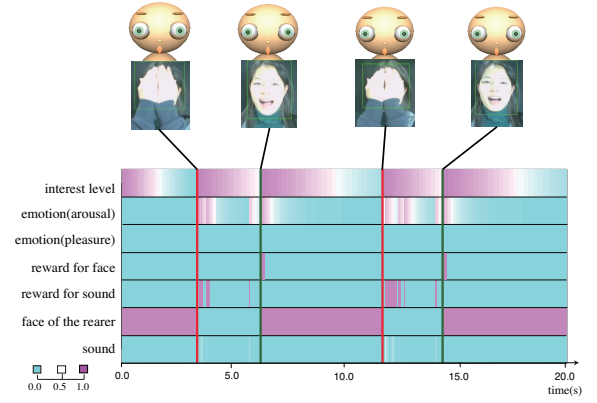 interest level
emotion(arousal)
emotion(pleasure)
reward for face
reward for sound
face of the rearer
sound
0.0 0.5 1.0
0.0 5.0 10.0 15.0 20.0
time(s)